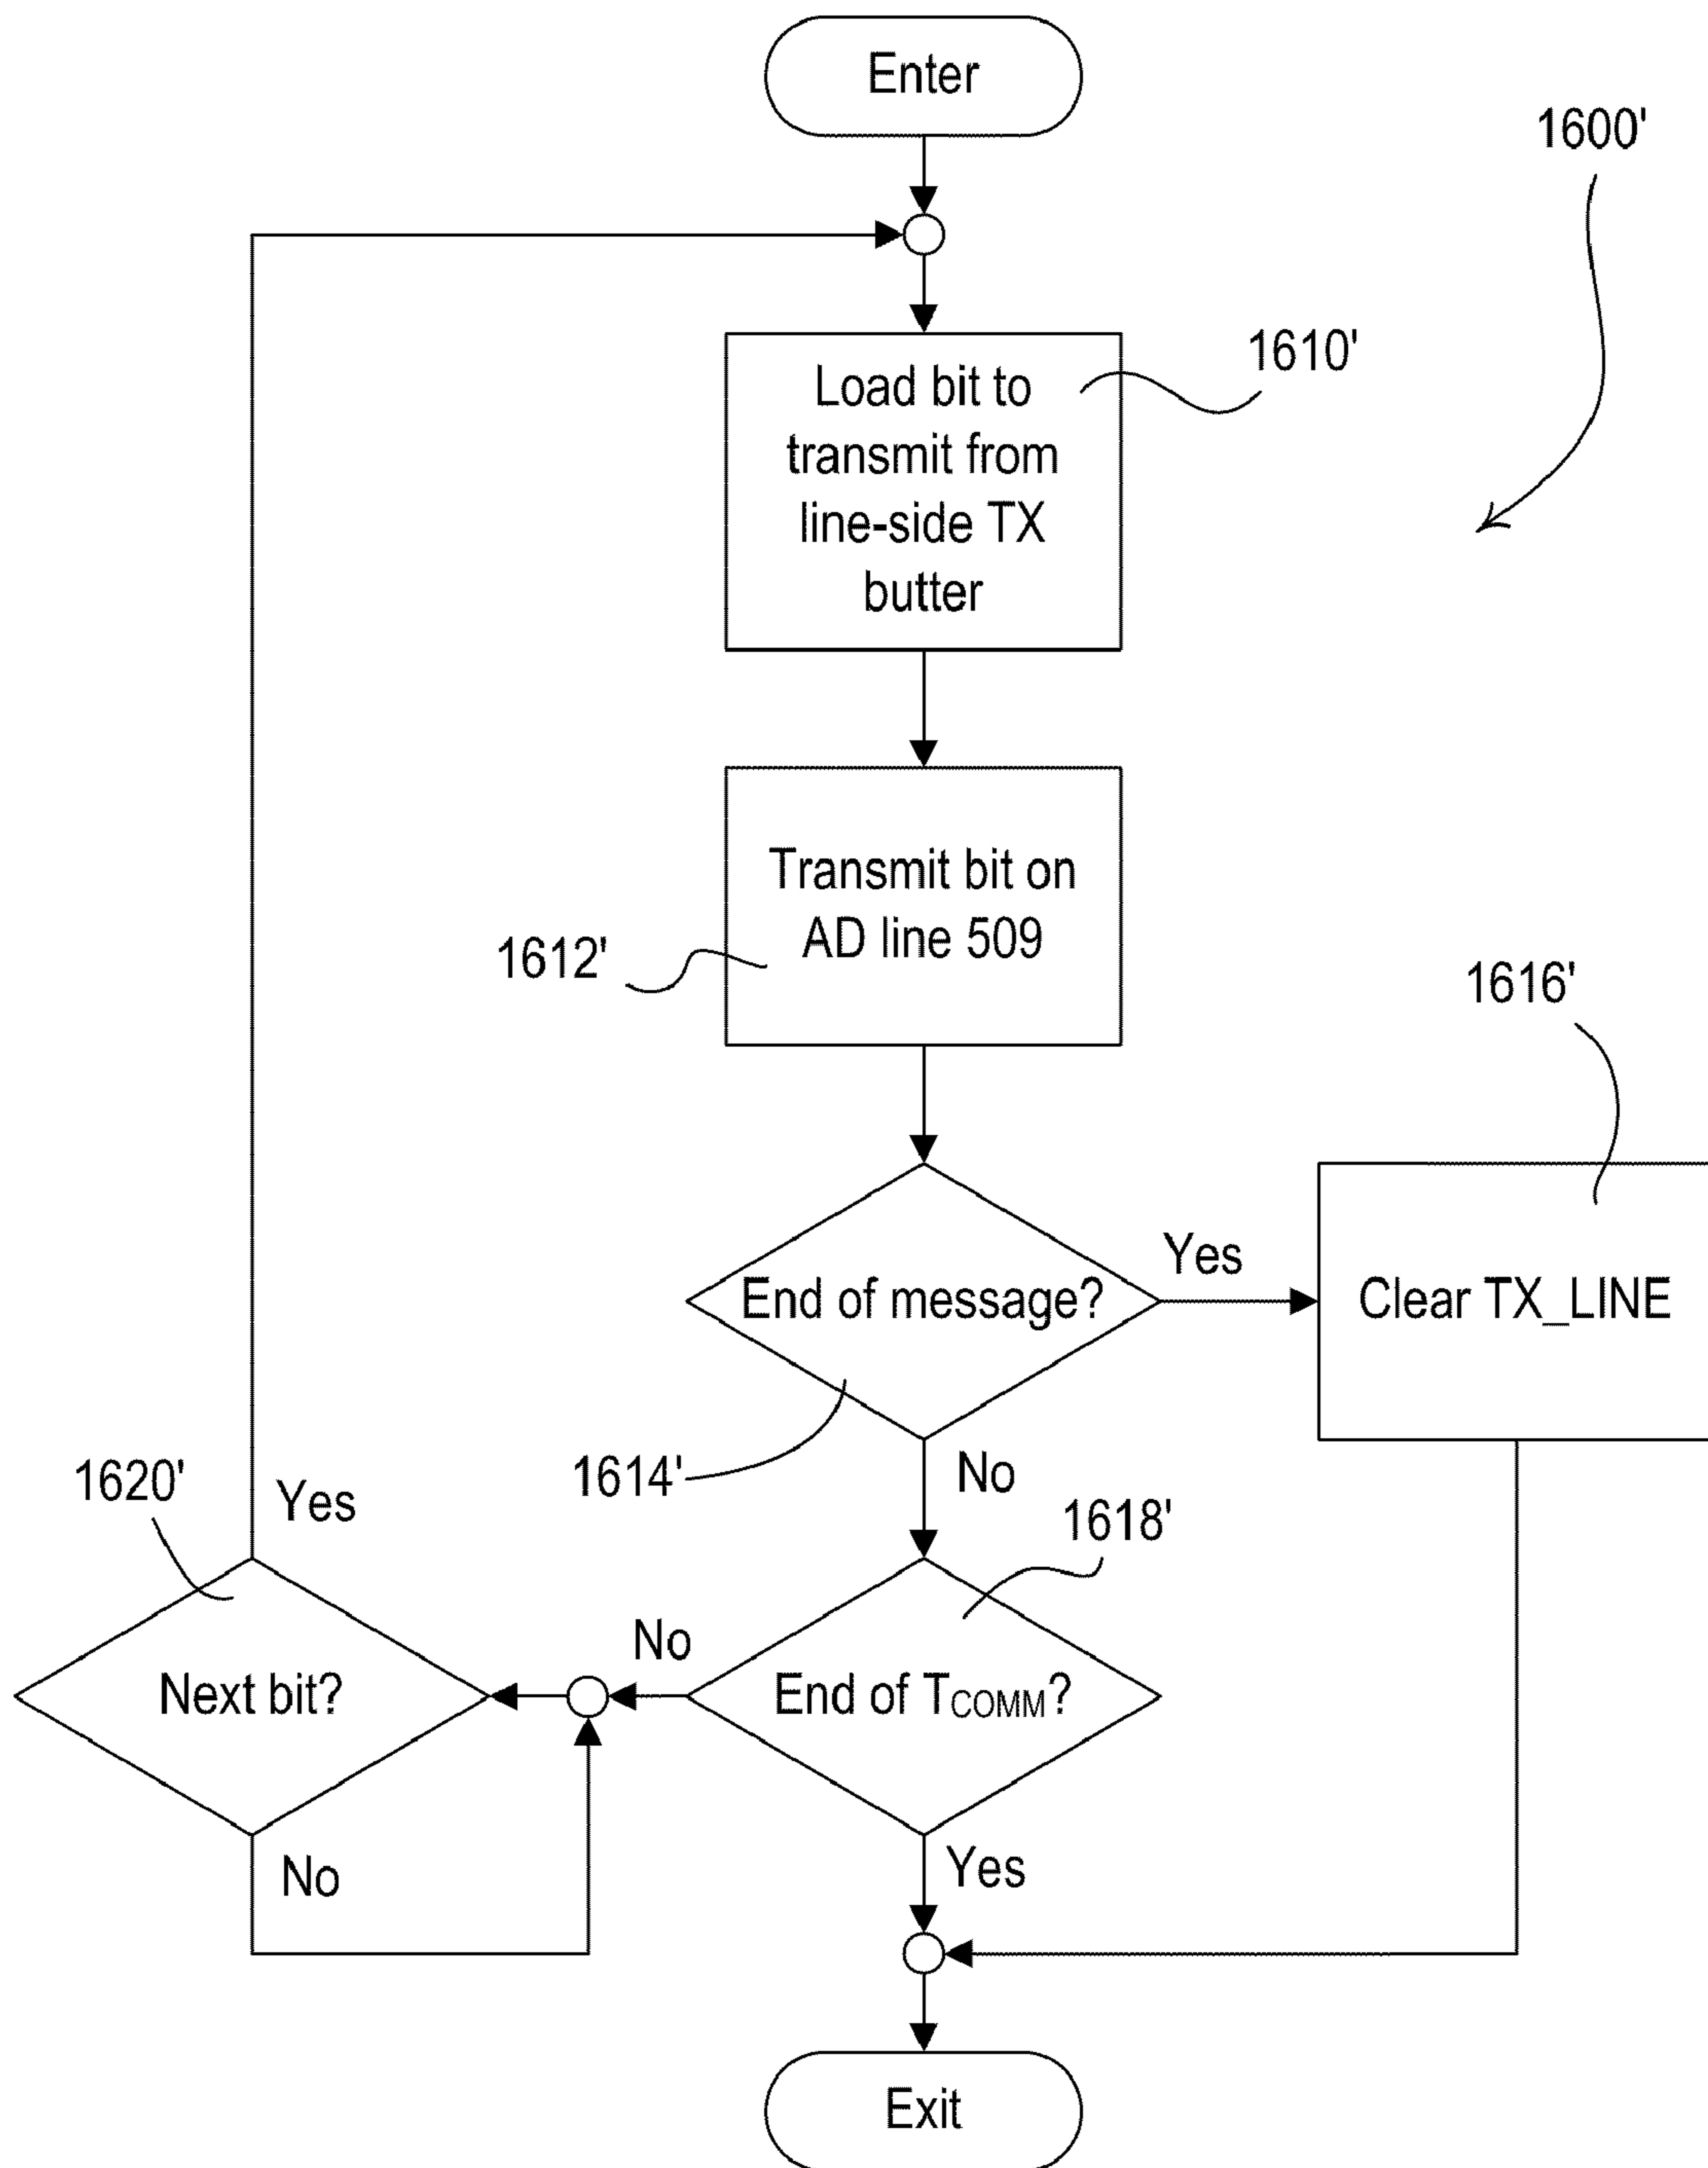 Enter
1600'
1610'
Load bit to
transmit from
line-side TX
butter
Transmit bit on
AD line 509
1612'
1616'
Yes
End of message?
Clear TX_LINE
1614'
No
1620'
Yes
1618'
No
Next bit?
End of TCOMM?
Yes
No
Exit